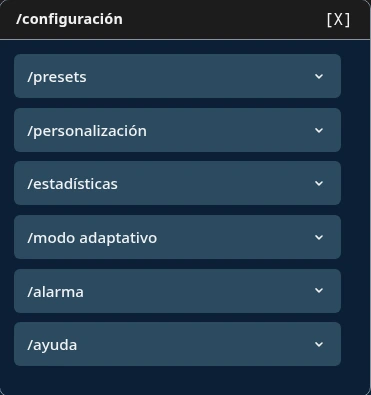 /configuración [X]
/presets
/personalización
/estadísticas
/modo adaptativo
/alarma
/ayuda